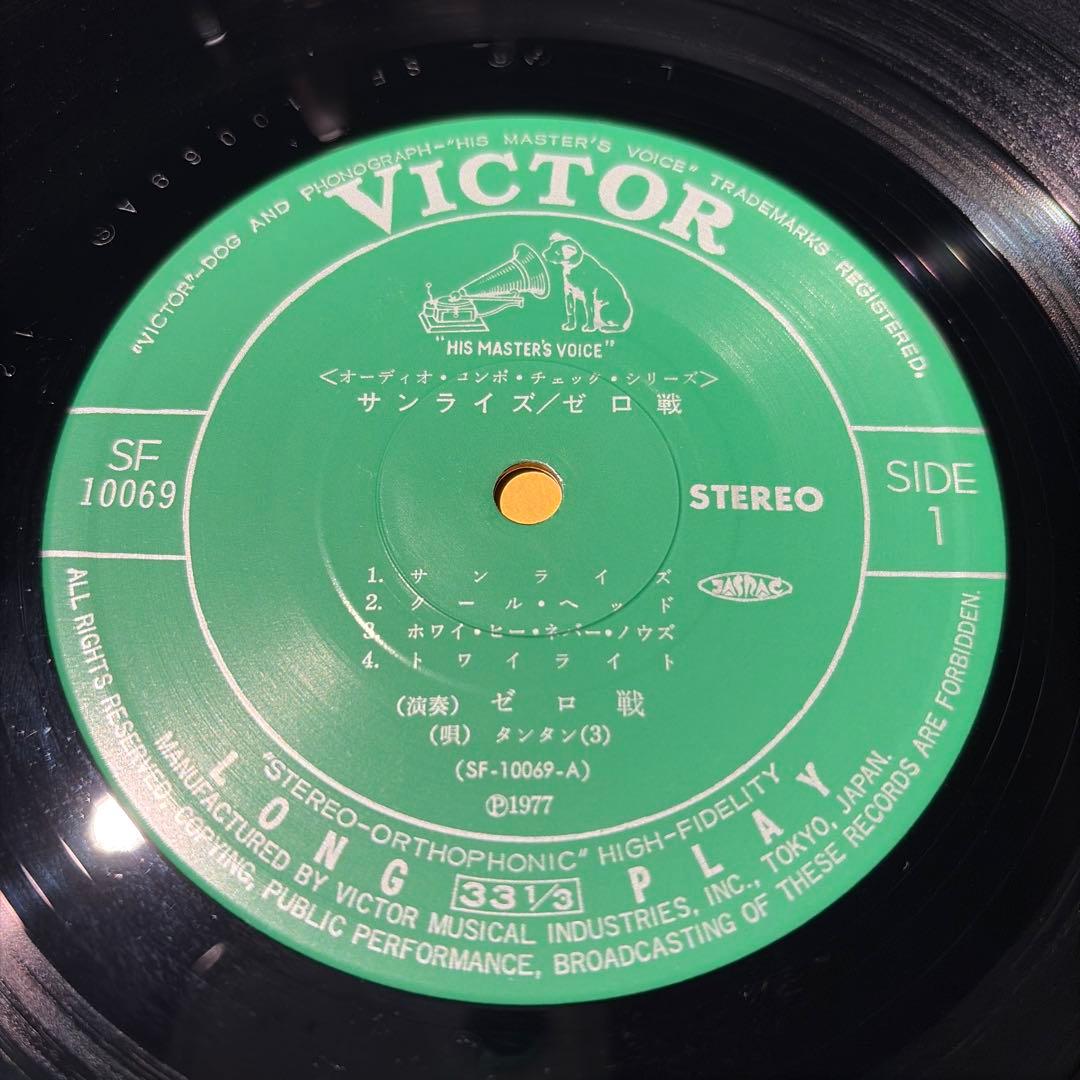 "VICTOR"-DOG AND PHONOGRAPH-"HIS MASTER'S VOICE" TRADEMARKS REGISTERED.
VICTOR
"HIS MASTER'S VOICE"
<オーディオ・コンポ・チェック・シリーズ>
サンライズ/ゼロ戦
SF
10069
STEREO
SIDE
1
JASRAC
1. サンライズ
2. クール・ヘッド
3. ホワイ・ヒー・ネバー・ノウズ
4. トワイライト
(演奏) ゼロ戦
(唄) タンタン(3)
(SF-10069-A)
Ⓟ1977
"STEREO-ORTHOPHONIC" HIGH-FIDELITY
LONG 33 1/3 PLAY
MANUFACTURED BY VICTOR MUSICAL INDUSTRIES, INC., TOKYO, JAPAN.
ALL RIGHTS RESERVED, COPYING, PUBLIC PERFORMANCE, BROADCASTING OF THESE RECORDS ARE FORBIDDEN.